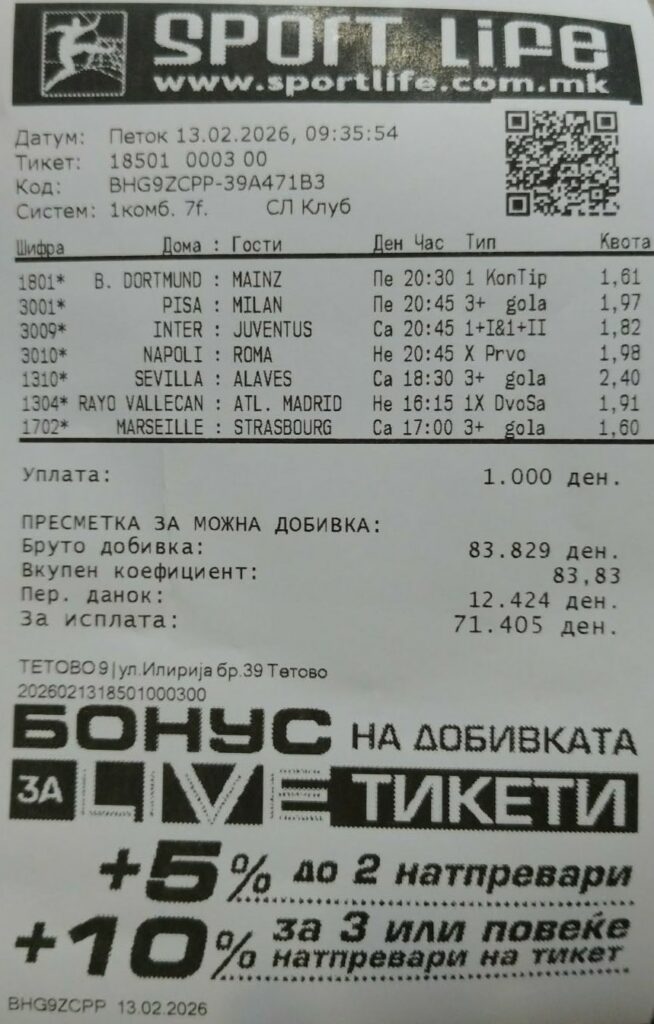 SPORT LIFE
www.sportlife.com.mk
Датум: Петок 13.02.2026, 09:35:54
Тикет: 18501 0003 00
Код: BHG9ZCPP-39A471B3
Систем: 1комб. 7f. СЛ Клуб
Шифра Дома : Гости Ден Час Тип Квота
1801* B. DORTMUND : MAINZ Пе 20:30 1 KonTip 1,61
3001* PISA : MILAN Пе 20:45 3+ gola 1,97
3009* INTER : JUVENTUS Са 20:45 1+I&1+II 1,82
3010* NAPOLI : ROMA Не 20:45 X Prvo 1,98
1310* SEVILLA : ALAVES Са 18:30 3+ gola 2,40
1304* RAYO VALLECAN : ATL. MADRID Не 16:15 1X DvoSa 1,91
1702* MARSEILLE : STRASBOURG Са 17:00 3+ gola 1,60
Уплата: 1.000 ден.
ПРЕСМЕТКА ЗА МОЖНА ДОБИВКА:
Бруто добивка: 83.829 ден.
Вкупен коефициент: 83,83
Пер. данок: 12.424 ден.
За исплата: 71.405 ден.
ТЕТОВО 9 | ул.Илирија бр.39 Тетово
2026021318501000300
БОНУС НА ДОБИВКАТА
ЗА LIVE ТИКЕТИ
+5% до 2 натпревари
+10% за 3 или повеќе
натпревари на тикет
BHG9ZCPP 13.02.2026